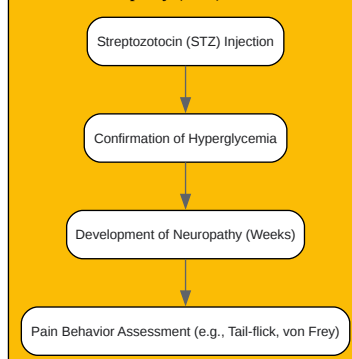 Streptozotocin (STZ) Injection
Confirmation of Hyperglycemia
Development of Neuropathy (Weeks)
Pain Behavior Assessment (e.g., Tail-flick, von Frey)